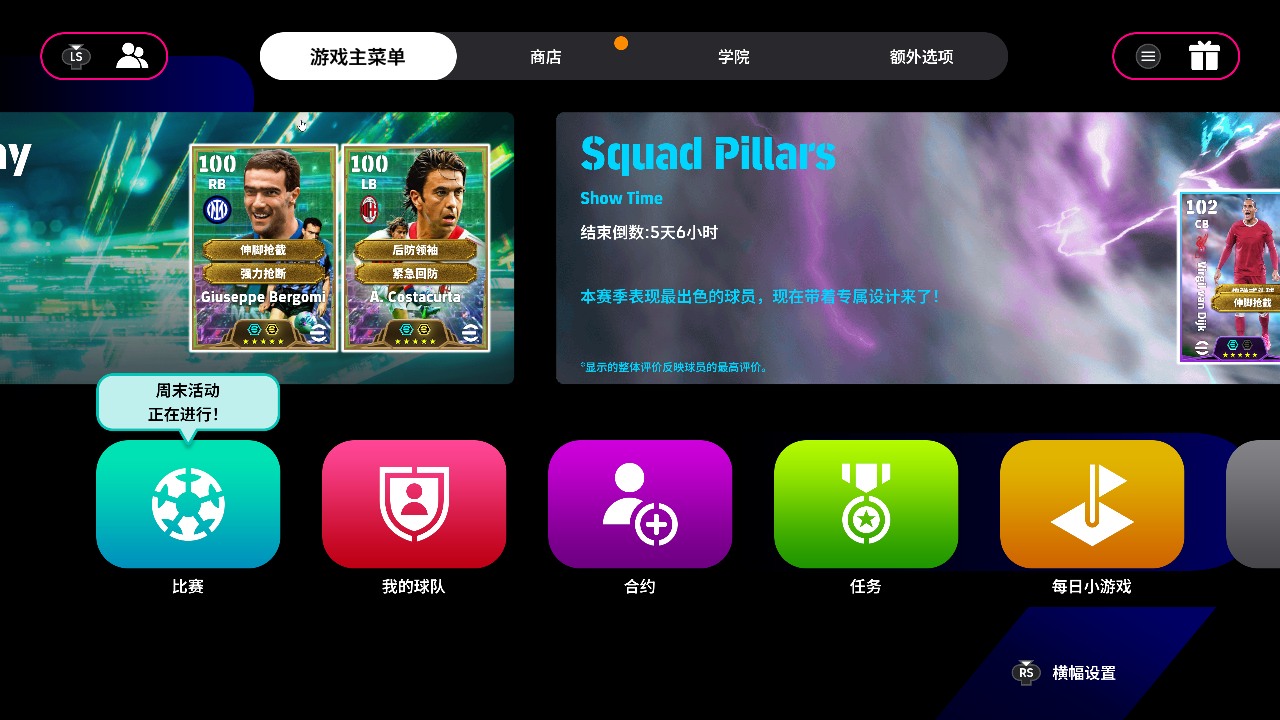 LS
游戏主菜单
商店
学院
额外选项
ny
100
RB
伸脚抢截
强力抢断
Giuseppe Bergomi
100
LB
后防领袖
紧急回防
A. Costacurta
Squad Pillars
Show Time
结束倒数:5天6小时
本赛季表现最出色的球员，现在带着专属设计来了!
*显示的整体评价反映球员的最高评价。
102
CB
Virgil van Dijk
伸脚抢截
周末活动
正在进行!
比赛
我的球队
合约
任务
每日小游戏
RS
横幅设置